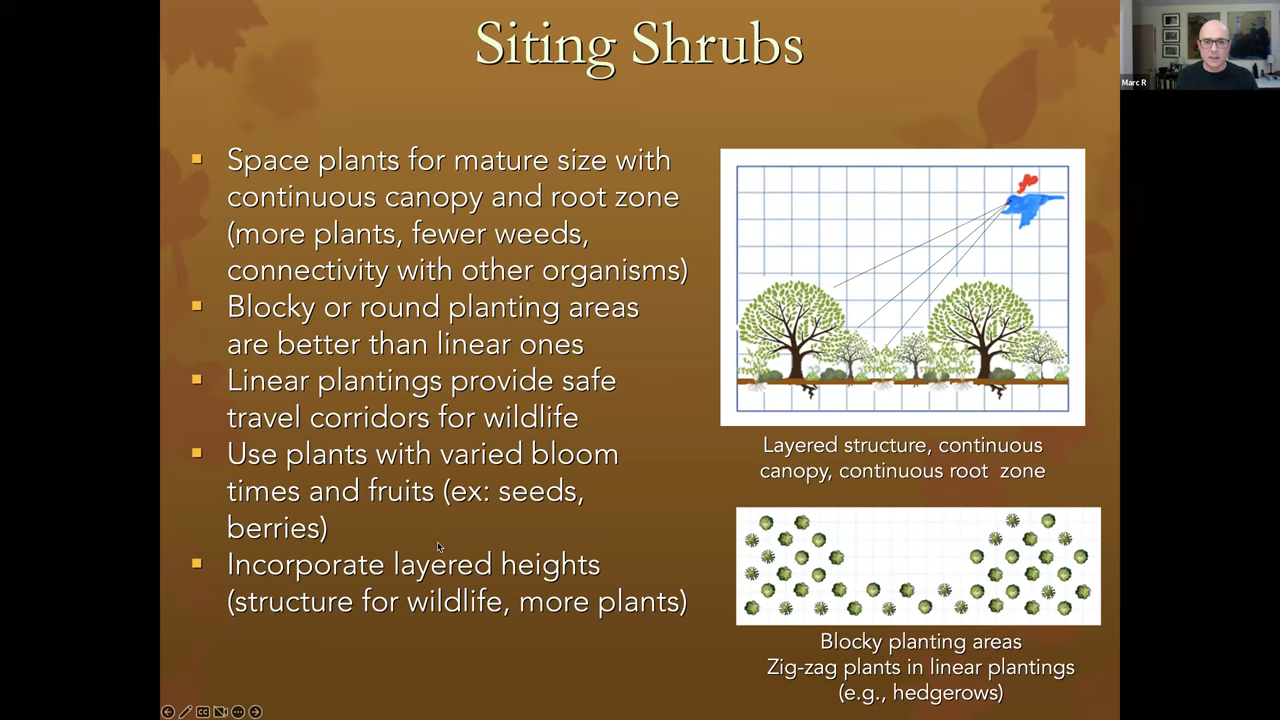 Siting Shrubs
Marc R
▪ Space plants for mature size with
continuous canopy and root zone
(more plants, fewer weeds,
connectivity with other organisms)
▪ Blocky or round planting areas
are better than linear ones
▪ Linear plantings provide safe
travel corridors for wildlife
▪ Use plants with varied bloom
times and fruits (ex: seeds,
berries)
▪ Incorporate layered heights
(structure for wildlife, more plants)
Layered structure, continuous
canopy, continuous root zone
Blocky planting areas
Zig-zag plants in linear plantings
(e.g., hedgerows)
CC